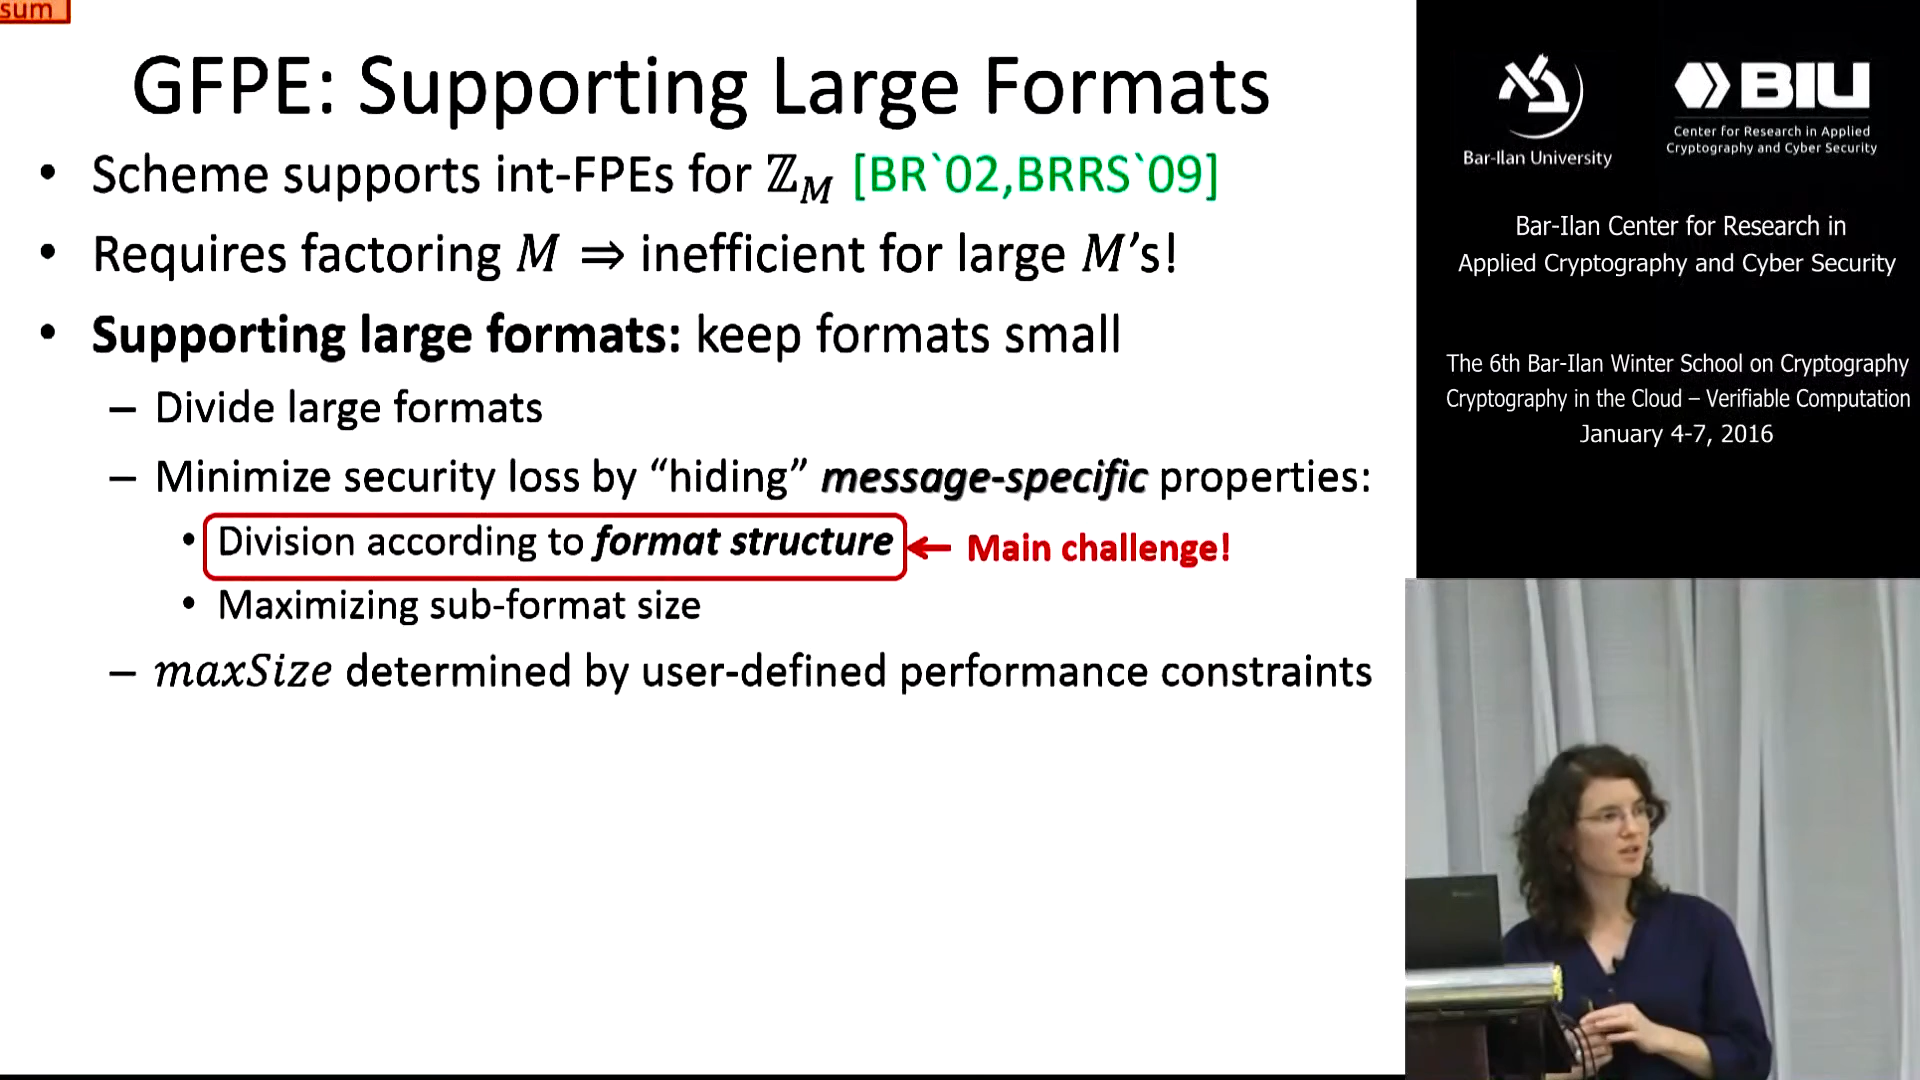 sum
GFPE: Supporting Large Formats
• Scheme supports int-FPEs for ℤ_M [BR`02,BRRS`09]
• Requires factoring M ⇒ inefficient for large M's!
• Supporting large formats: keep formats small
– Divide large formats
– Minimize security loss by “hiding” message-specific properties:
• Division according to format structure ← Main challenge!
• Maximizing sub-format size
– maxSize determined by user-defined performance constraints
Bar-Ilan University
BIU
Center for Research in Applied
Cryptography and Cyber Security
Bar-Ilan Center for Research in
Applied Cryptography and Cyber Security
The 6th Bar-Ilan Winter School on Cryptography
Cryptography in the Cloud – Verifiable Computation
January 4-7, 2016